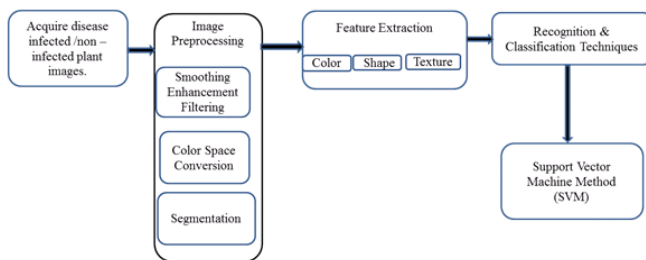 Acquire disease
infected /non –
infected plant
images.
Image
Preprocessing
Smoothing
Enhancement
Filtering
Color Space
Conversion
Segmentation
Feature Extraction
Color Shape Texture
Recognition &
Classification Techniques
Support Vector
Machine Method
(SVM)